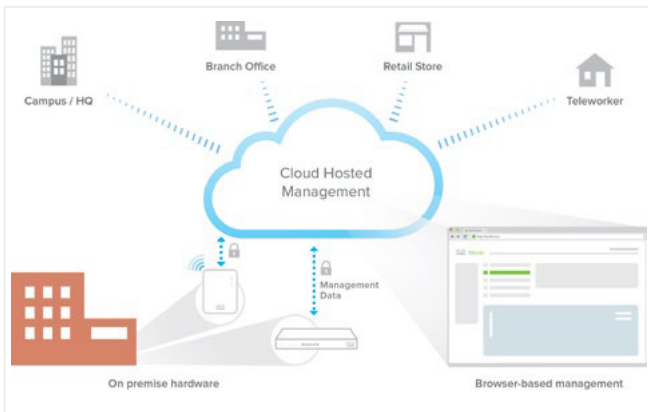 Branch Office
Retail Store
Campus / HQ
Teleworker
Cloud Hosted
Management
Management
Data
On premise hardware
Browser-based management